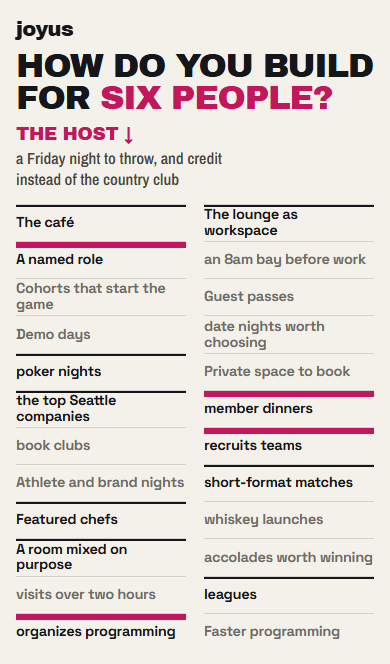 joyus
HOW DO YOU BUILD
FOR SIX PEOPLE?
THE HOST ↓
a Friday night to throw, and credit
instead of the country club
The café
A named role
Cohorts that start the
game
Demo days
poker nights
the top Seattle
companies
book clubs
Athlete and brand nights
Featured chefs
A room mixed on
purpose
visits over two hours
organizes programming
The lounge as
workspace
an 8am bay before work
Guest passes
date nights worth
choosing
Private space to book
member dinners
recruits teams
short-format matches
whiskey launches
accolades worth winning
leagues
Faster programming